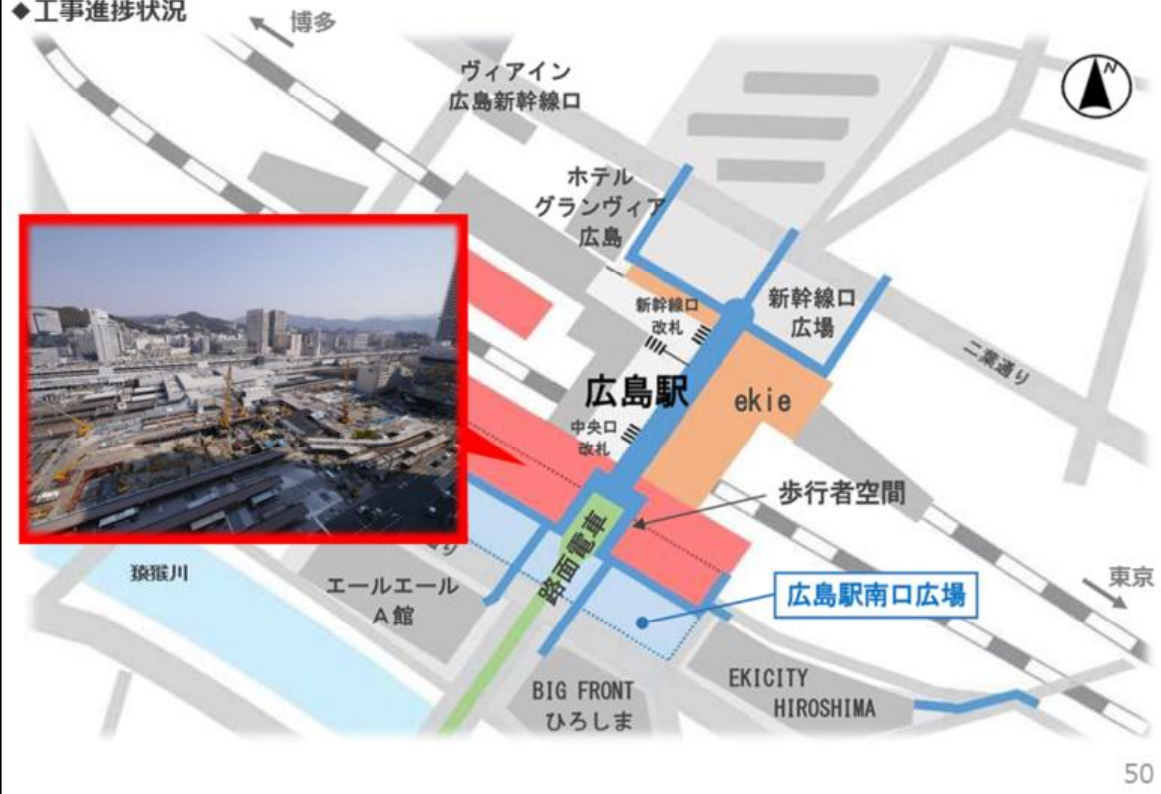 ◆工事進捗状況
博多
N
ヴィアイン
広島新幹線口
ホテル
グランヴィア
広島
新幹線口
改札
新幹線口
広場
二葉通り
広島駅
ekie
中央口
改札
歩行者空間
路面電車
り
猿猴川
エールエール
A館
広島駅南口広場
東京
BIG FRONT
ひろしま
EKICITY
HIROSHIMA
50